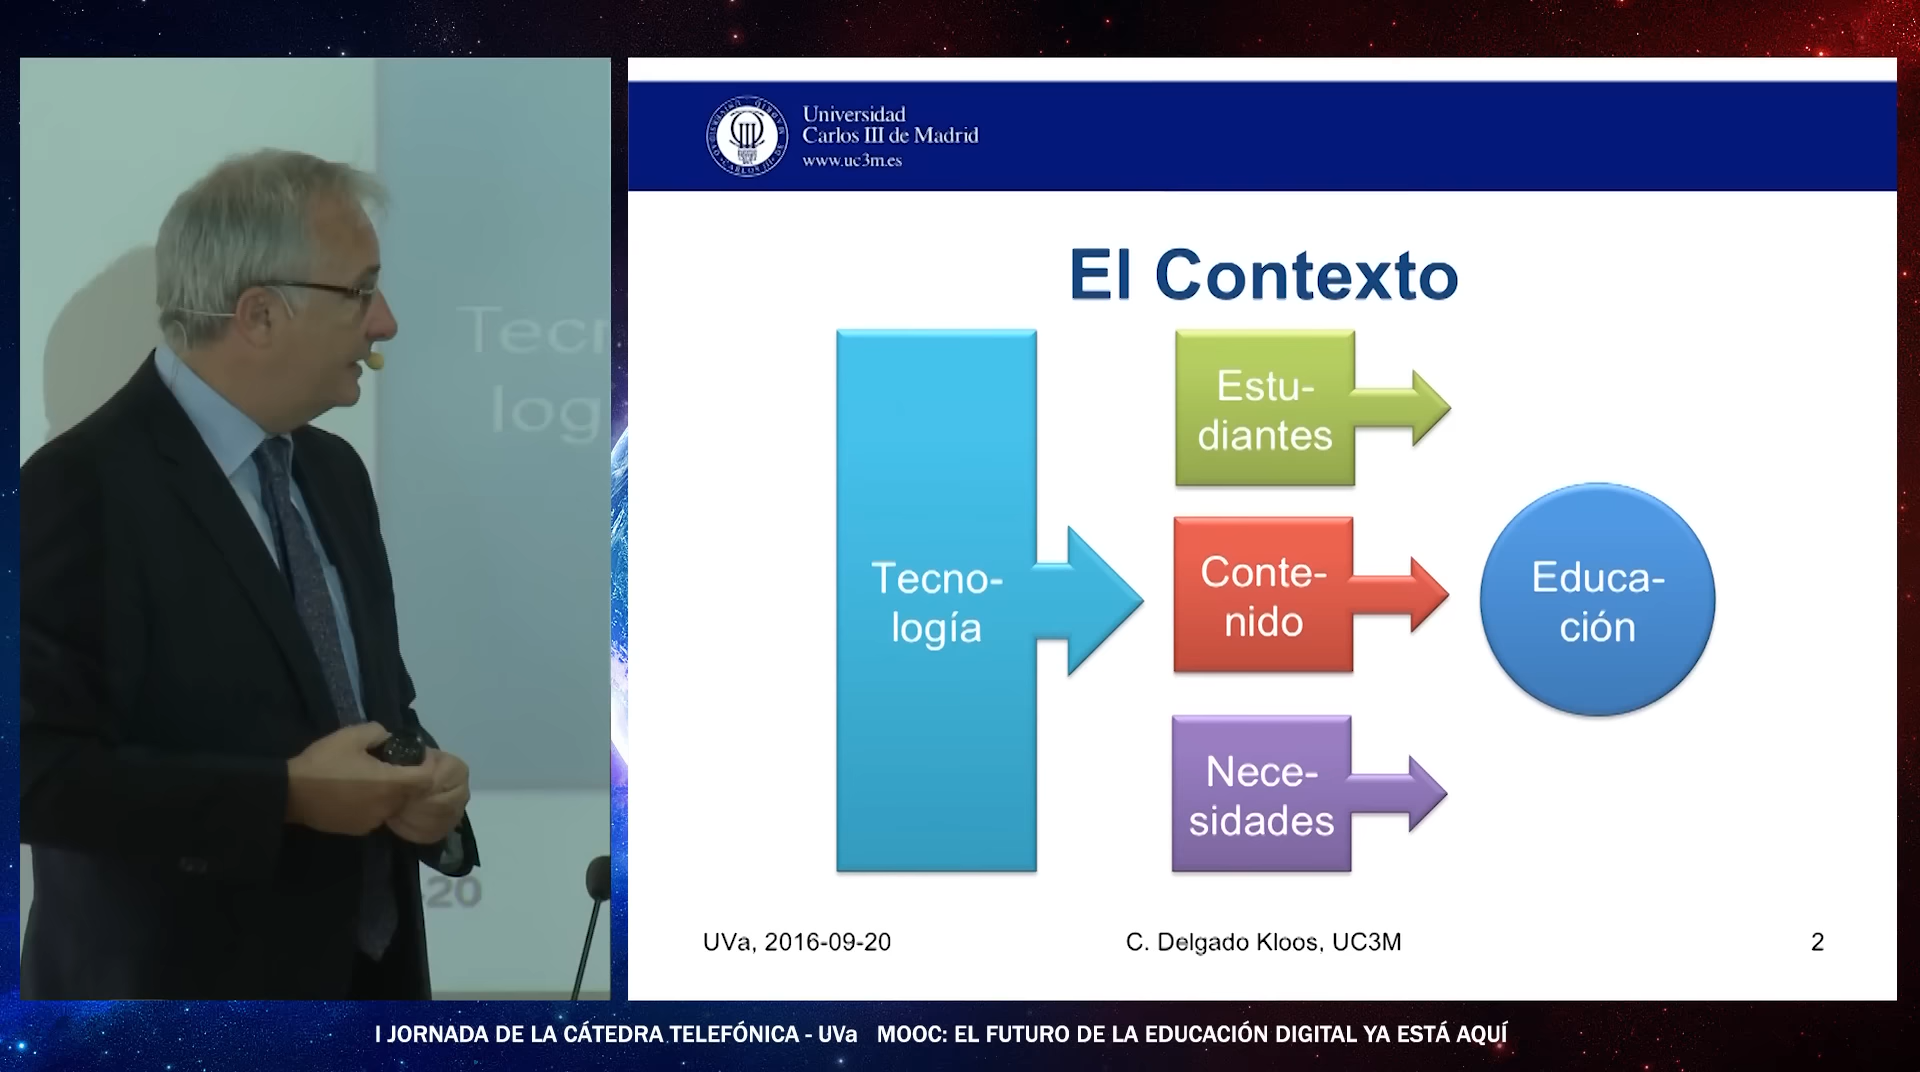 Universidad
Carlos III de Madrid
www.uc3m.es
El Contexto
Tecno-
logía
Estu-
diantes
Conte-
nido
Nece-
sidades
Educa-
ción
UVa, 2016-09-20
C. Delgado Kloos, UC3M
2
Tecn
log
-20
I JORNADA DE LA CÁTEDRA TELEFÓNICA - UVa MOOC: EL FUTURO DE LA EDUCACIÓN DIGITAL YA ESTÁ AQUÍ